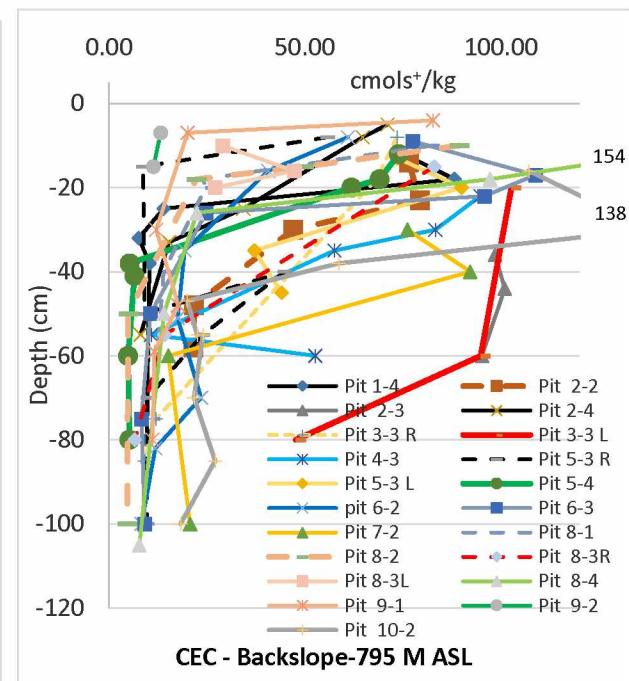 0.00 50.00 100.00
cmols⁺/kg
0
154
-20
138
-40
Depth (cm)
-60
Pit 1-4 Pit 2-2
Pit 2-3 Pit 2-4
Pit 3-3 R Pit 3-3 L
-80
Pit 4-3 Pit 5-3 R
Pit 5-3 L Pit 5-4
pit 6-2 Pit 6-3
-100
Pit 7-2 Pit 8-1
Pit 8-2 Pit 8-3R
Pit 8-3L Pit 8-4
-120
Pit 9-1 Pit 9-2
Pit 10-2
CEC - Backslope-795 M ASL